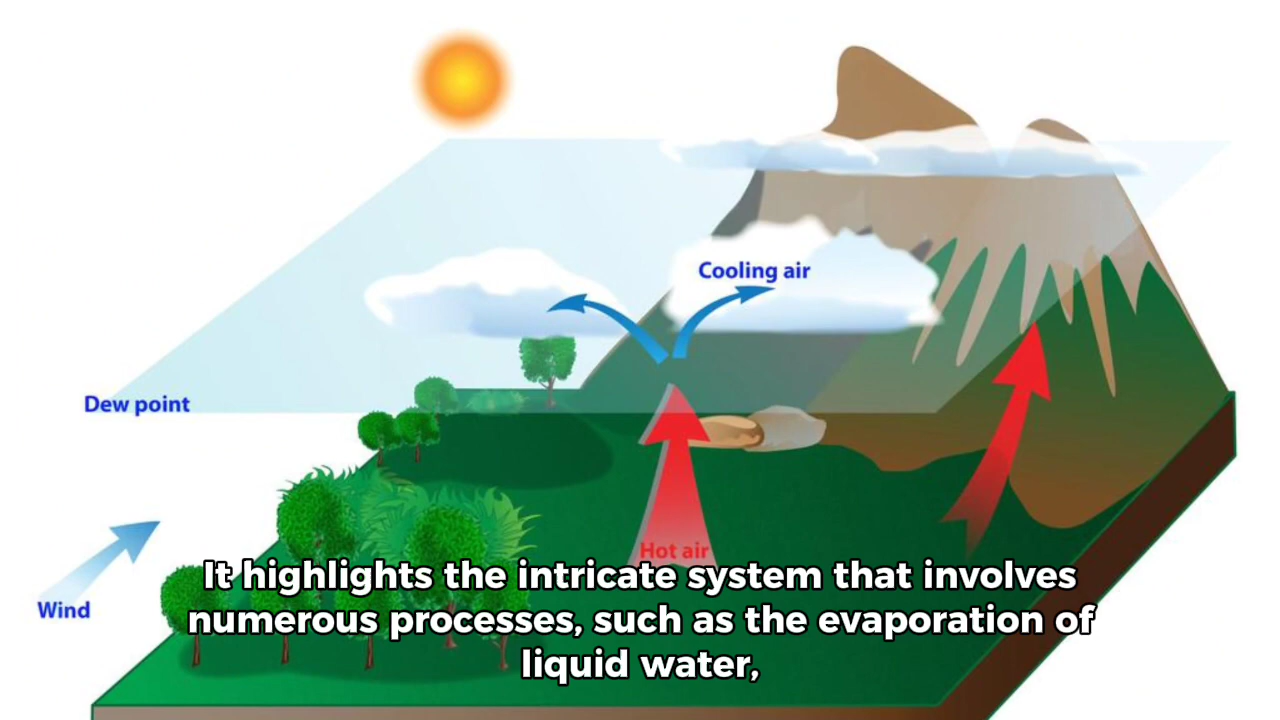 Cooling air
Dew point
Hot air
Wind
It highlights the intricate system that involves
numerous processes, such as the evaporation of
liquid water,